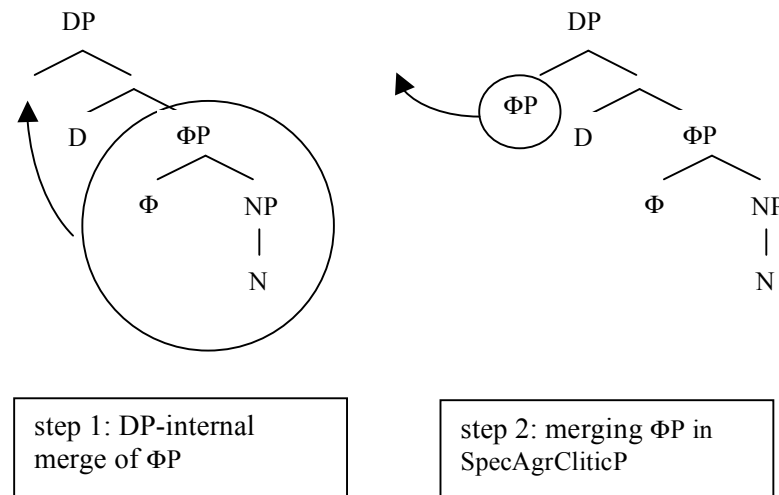 DP
D
ΦP
Φ
NP
N
step 1: DP-internal
merge of ΦP
DP
ΦP
D
ΦP
Φ
NP
N
step 2: merging ΦP in
SpecAgrCliticP